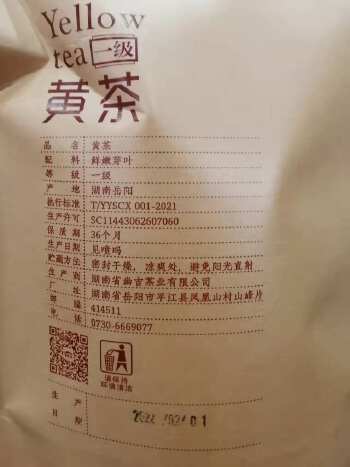 Yellow
tea 一级
黄茶
品名 黄茶
配料 鲜嫩芽叶
等级 一级
产地 湖南岳阳
执行标准 T/YYSCX 001-2021
生产许可 SC11443062607060
保质期 36个月
生产日期 见喷码
贮藏方法: 密封干燥，凉爽处，避免阳光直射
生产商 湖南省幽吉茶业有限公司
厂址 湖南省岳阳市平江县凤凰山村山峰片
邮编 414511
电话 0730-6669077
请保持
环境清洁
生产
日期